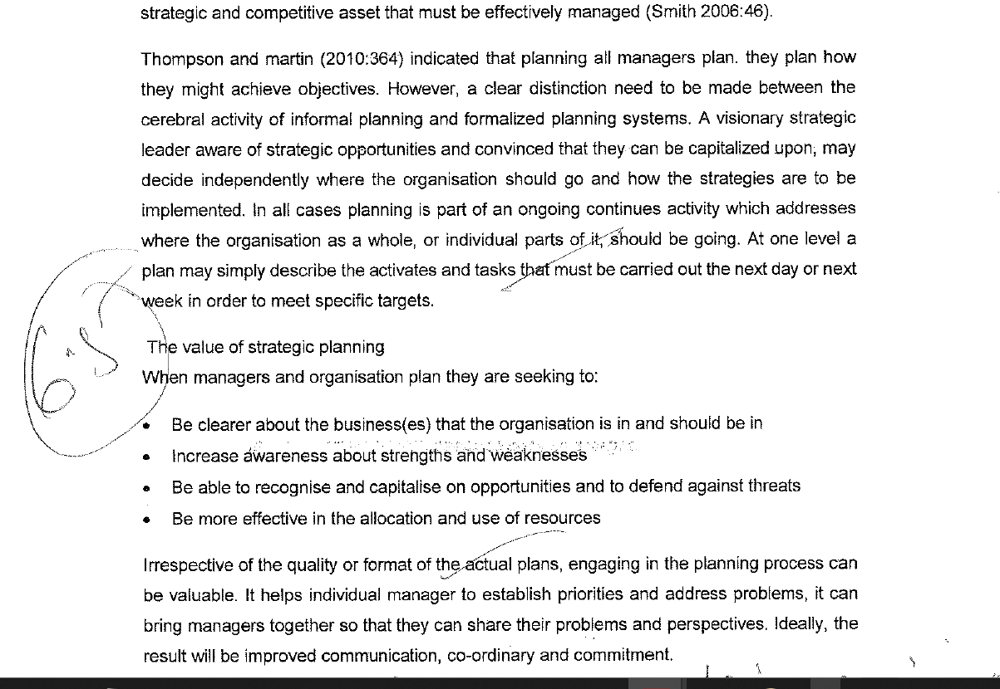 strategic and competitive asset that must be effectively managed (Smith 2006:46).
Thompson and martin (2010:364) indicated that planning all managers plan. they plan how
they might achieve objectives. However, a clear distinction need to be made between the
cerebral activity of informal planning and formalized planning systems. A visionary strategic
leader aware of strategic opportunities and convinced that they can be capitalized upon, may
decide independently where the organisation should go and how the strategies are to be
implemented. In all cases planning is part of an ongoing continues activity which addresses
where the organisation as a whole, or individual parts of it, should be going. At one level a
plan may simply describe the activates and tasks that must be carried out the next day or next
week in order to meet specific targets.
The value of strategic planning
When managers and organisation plan they are seeking to:
• Be clearer about the business(es) that the organisation is in and should be in
• Increase awareness about strengths and weaknesses
• Be able to recognise and capitalise on opportunities and to defend against threats
• Be more effective in the allocation and use of resources
Irrespective of the quality or format of the actual plans, engaging in the planning process can
be valuable. It helps individual manager to establish priorities and address problems, it can
bring managers together so that they can share their problems and perspectives. Ideally, the
result will be improved communication, co-ordinary and commitment.